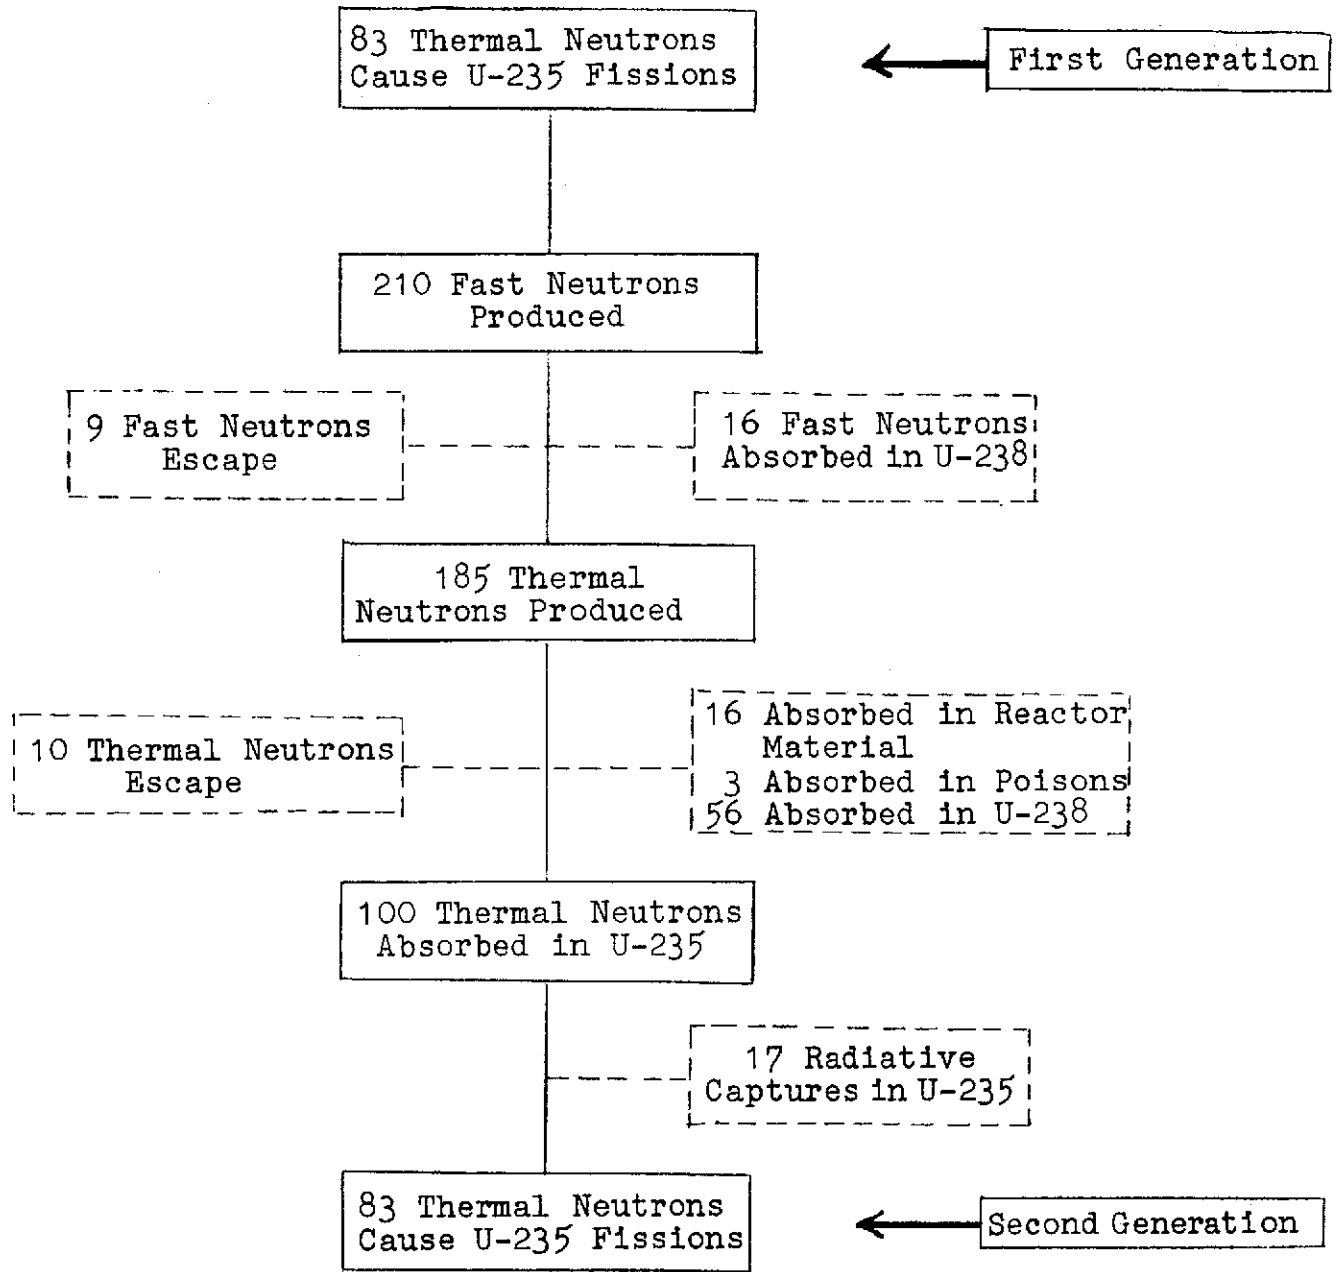 83 Thermal Neutrons
Cause U-235 Fissions
First Generation
210 Fast Neutrons
Produced
9 Fast Neutrons
Escape
16 Fast Neutrons
Absorbed in U-238
185 Thermal
Neutrons Produced
10 Thermal Neutrons
Escape
16 Absorbed in Reactor
Material
3 Absorbed in Poisons
56 Absorbed in U-238
100 Thermal Neutrons
Absorbed in U-235
17 Radiative
Captures in U-235
83 Thermal Neutrons
Cause U-235 Fissions
Second Generation